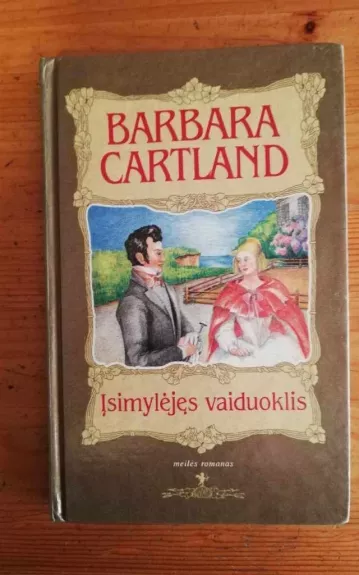 BARBARA
CARTLAND
Įsimylėjęs vaiduoklis
meilės romanas